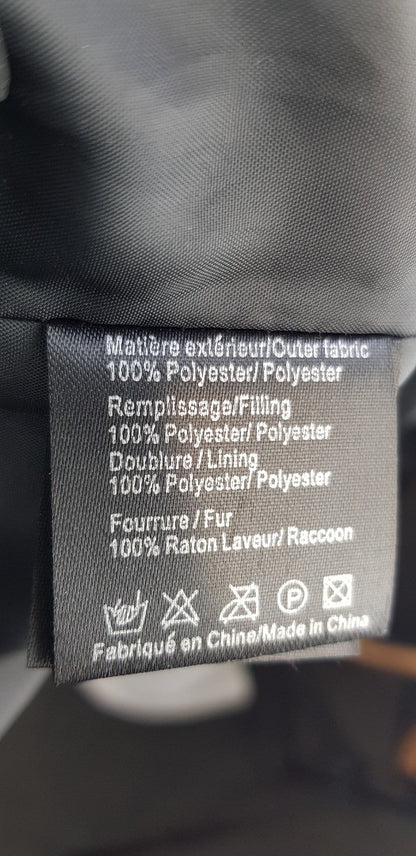 Matière extérieur/Outer fabric
100% Polyester/ Polyester
Remplissage/Filling
100% Polyester/ Polyester
Doublure / Lining
100% Polyester/ Polyester
Fourrure / Fur
100% Raton Laveur/ Raccoon
P
Fabriqué en Chine/Made in China